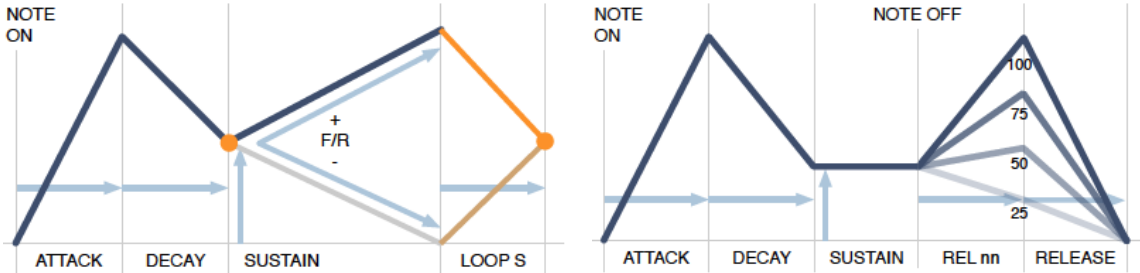 NOTE
ON
+
F/R
-
ATTACK
DECAY
SUSTAIN
LOOP S
NOTE
ON
NOTE OFF
100
75
50
25
ATTACK
DECAY
SUSTAIN
REL nn
RELEASE